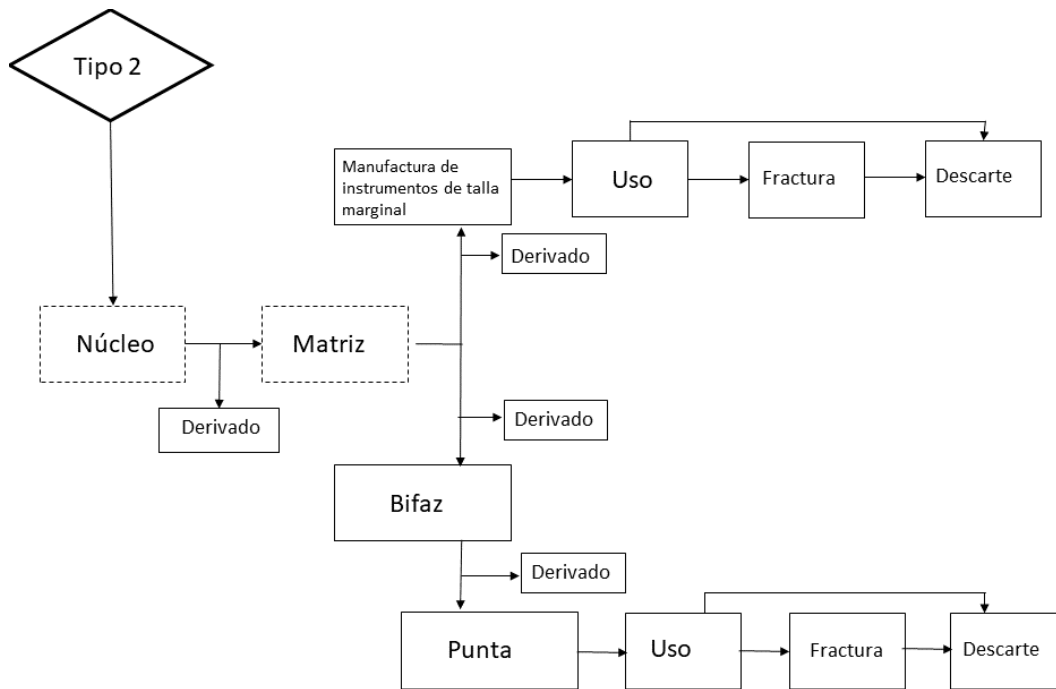 Tipo 2
Manufactura de
instrumentos de talla
marginal
Uso
Fractura
Descarte
Derivado
Núcleo
Matriz
Derivado
Derivado
Bifaz
Derivado
Punta
Uso
Fractura
Descarte